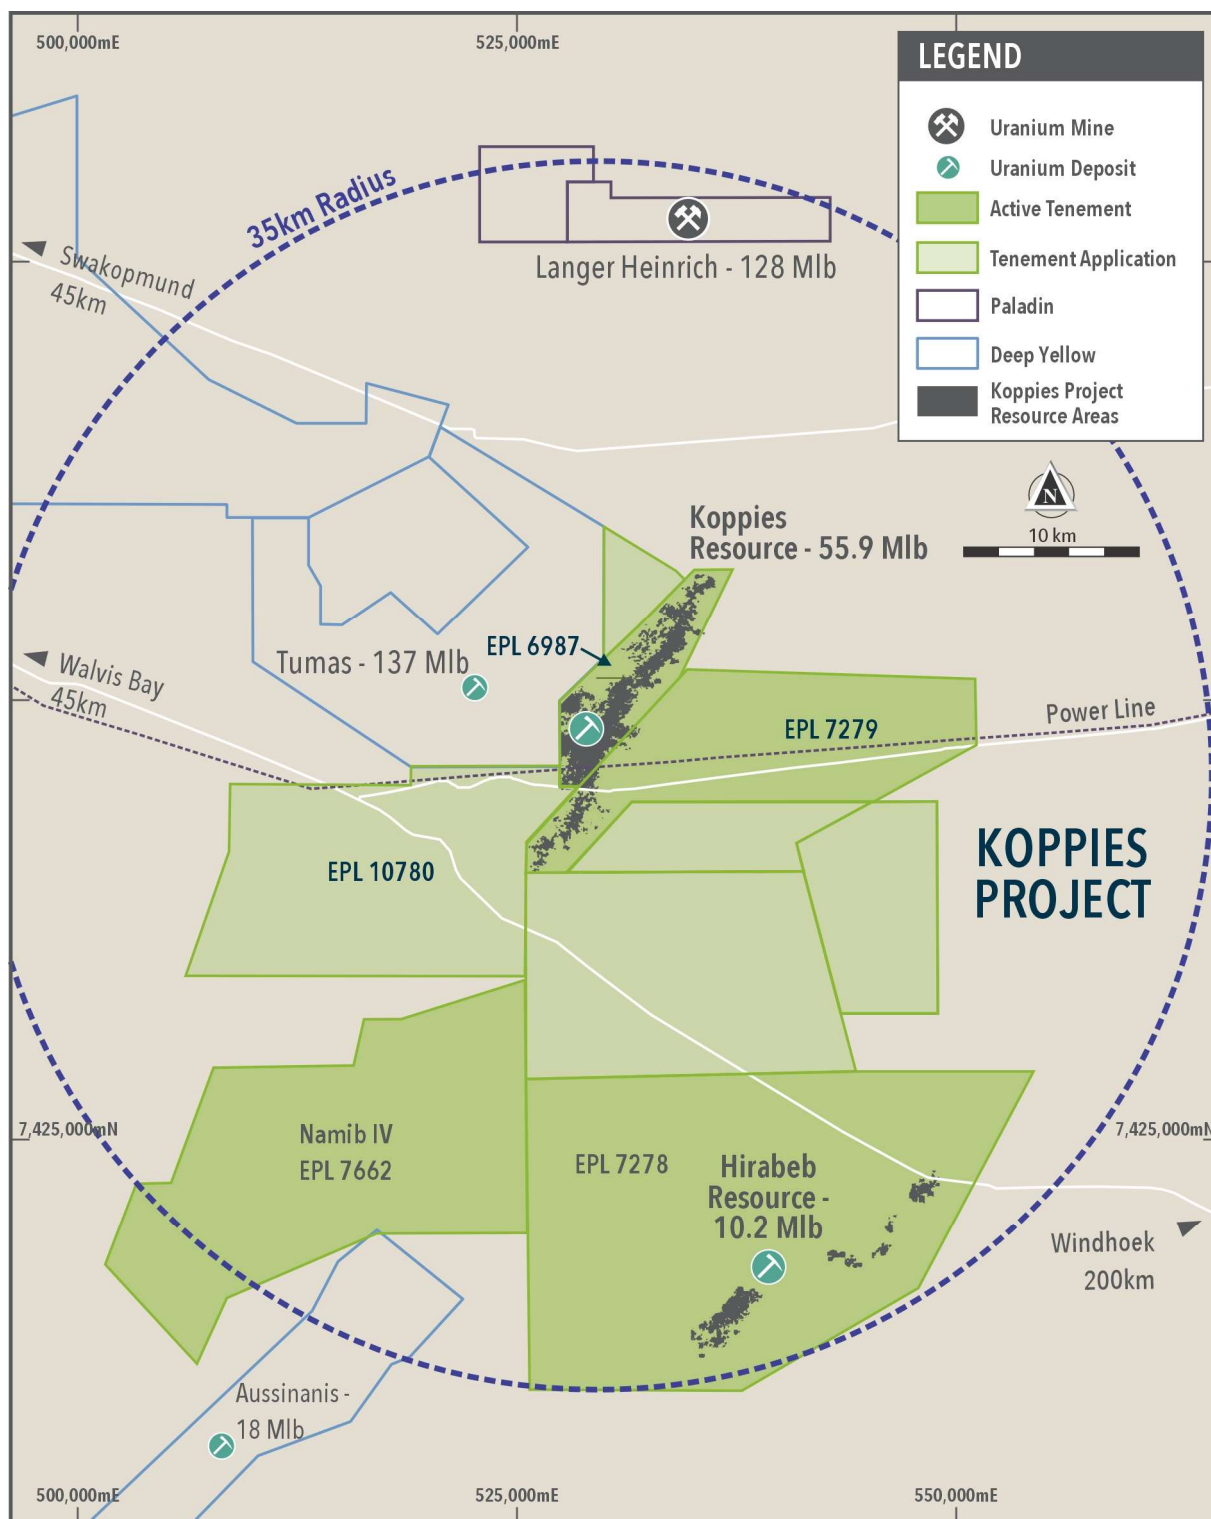 500,000mE
525,000mE
LEGEND
Uranium Mine
Uranium Deposit
Active Tenement
Tenement Application
Paladin
Deep Yellow
Koppies Project
Resource Areas
35km Radius
Swakopmund
45km
Langer Heinrich - 128 Mlb
N
10 km
Koppies
Resource - 55.9 Mlb
EPL 6987
Tumas - 137 Mlb
Walvis Bay
45km
EPL 7279
Power Line
EPL 10780
KOPPIES
PROJECT
7,425,000mN
7,425,000mN
Namib IV
EPL 7662
EPL 7278
Hirabeb
Resource -
10.2 Mlb
Windhoek
200km
Aussinanis -
18 Mlb
500,000mE
525,000mE
550,000mE